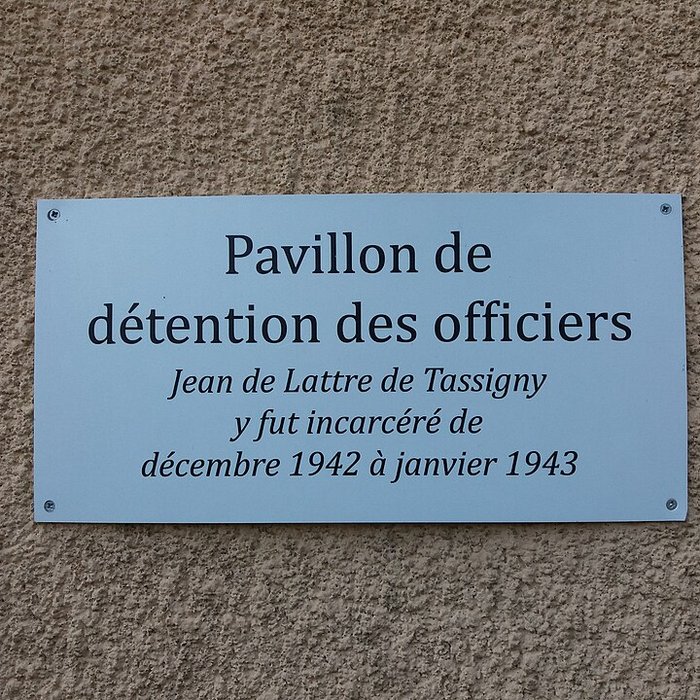 Pavillon de
détention des officiers
Jean de Lattre de Tassigny
y fut incarcéré de
décembre 1942 à janvier 1943